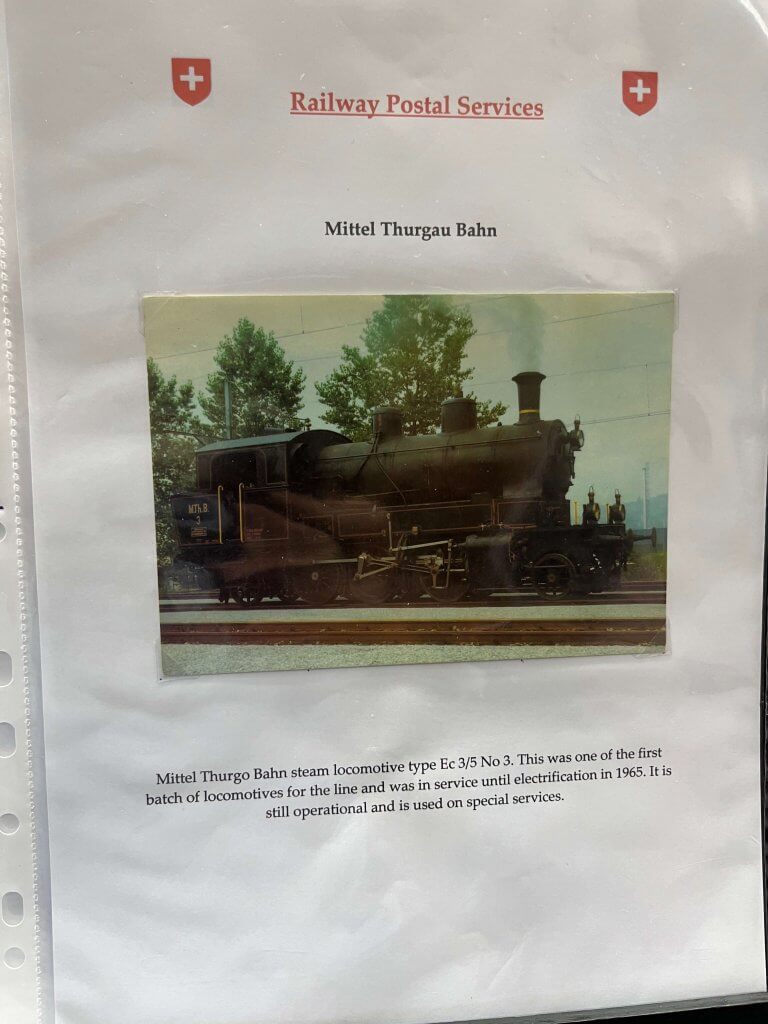 Railway Postal Services
Mittel Thurgau Bahn
MTh.B.
3
Mittel Thurgo Bahn steam locomotive type Ec 3/5 No 3. This was one of the first
batch of locomotives for the line and was in service until electrification in 1965. It is
still operational and is used on special services.